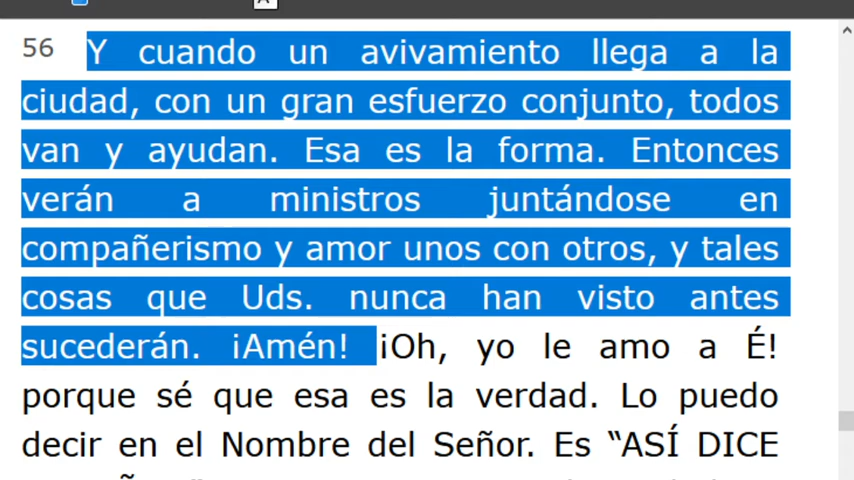 56 Y cuando un avivamiento llega a la
ciudad, con un gran esfuerzo conjunto, todos
van y ayudan. Esa es la forma. Entonces
verán a ministros juntándose en
compañerismo y amor unos con otros, y tales
cosas que Uds. nunca han visto antes
sucederán. ¡Amén! ¡Oh, yo le amo a É!
porque sé que esa es la verdad. Lo puedo
decir en el Nombre del Señor. Es “ASÍ DICE